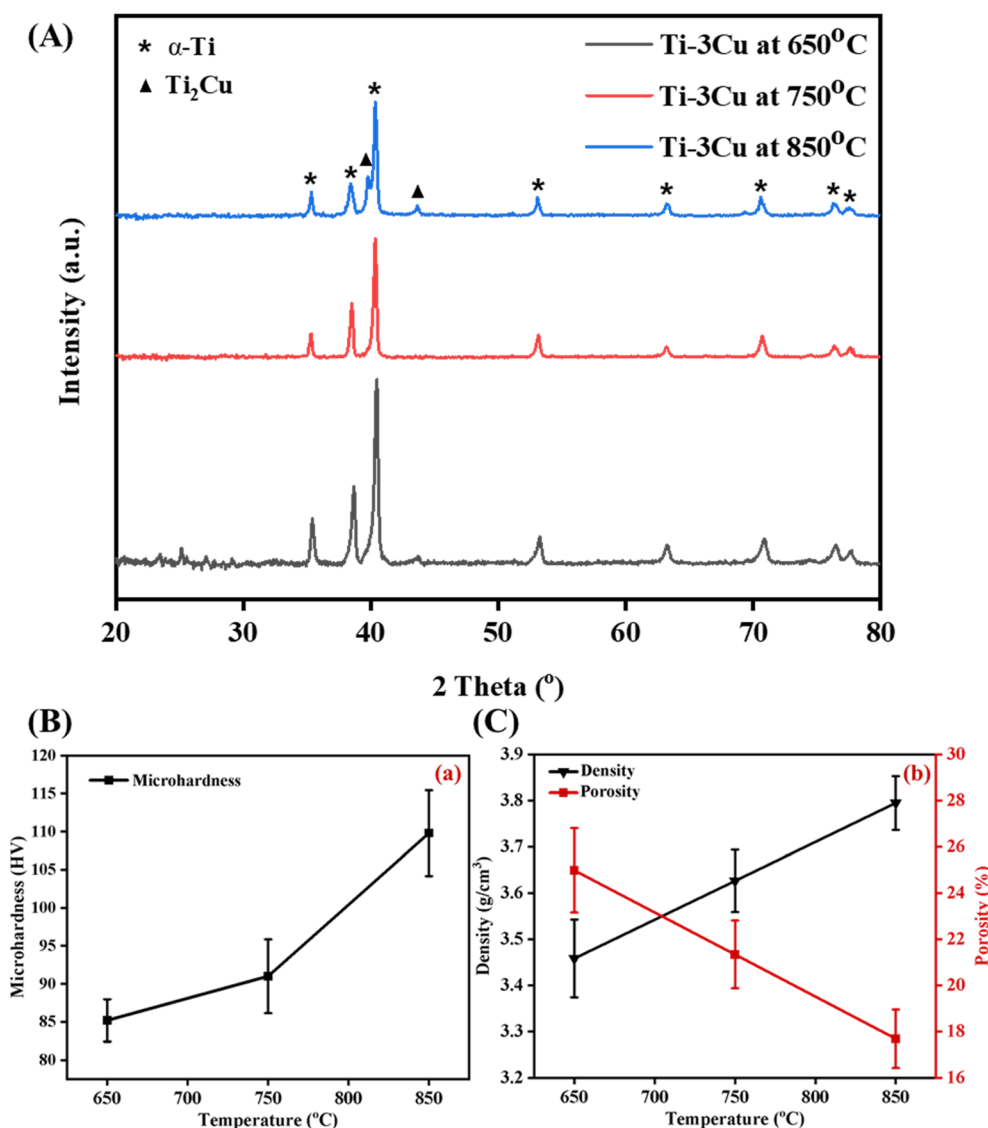 (A)
* α-Ti
▲ Ti₂Cu
Ti-3Cu at 650⁰C
Ti-3Cu at 750⁰C
Ti-3Cu at 850⁰C
Intensity (a.u.)
20 30 40 50 60 70 80
2 Theta (⁰)
(B)
Microhardness
(a)
Microhardness (HV)
120
115
110
105
100
95
90
85
80
650 700 750 800 850
Temperature (⁰C)
(C)
Density
Porosity
(b)
Density (g/cm³)
3.9
3.8
3.7
3.6
3.5
3.4
3.3
3.2
650 700 750 800 850
Temperature (⁰C)
30
28
26
24
22
20
18
16
Porosity (%)